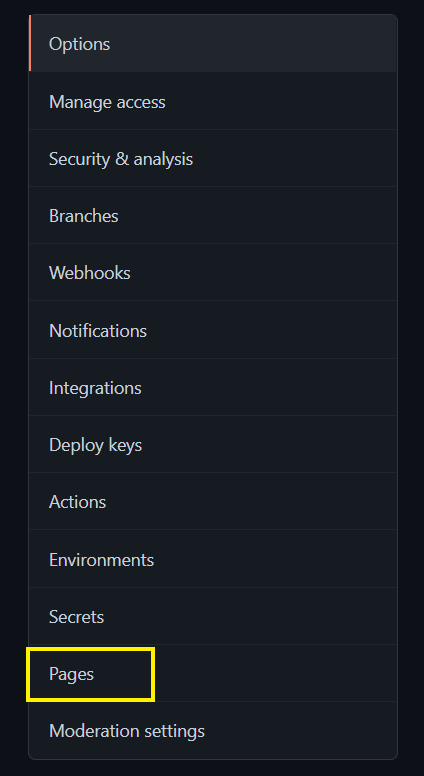 Options
Manage access
Security & analysis
Branches
Webhooks
Notifications
Integrations
Deploy keys
Actions
Environments
Secrets
Pages
Moderation settings